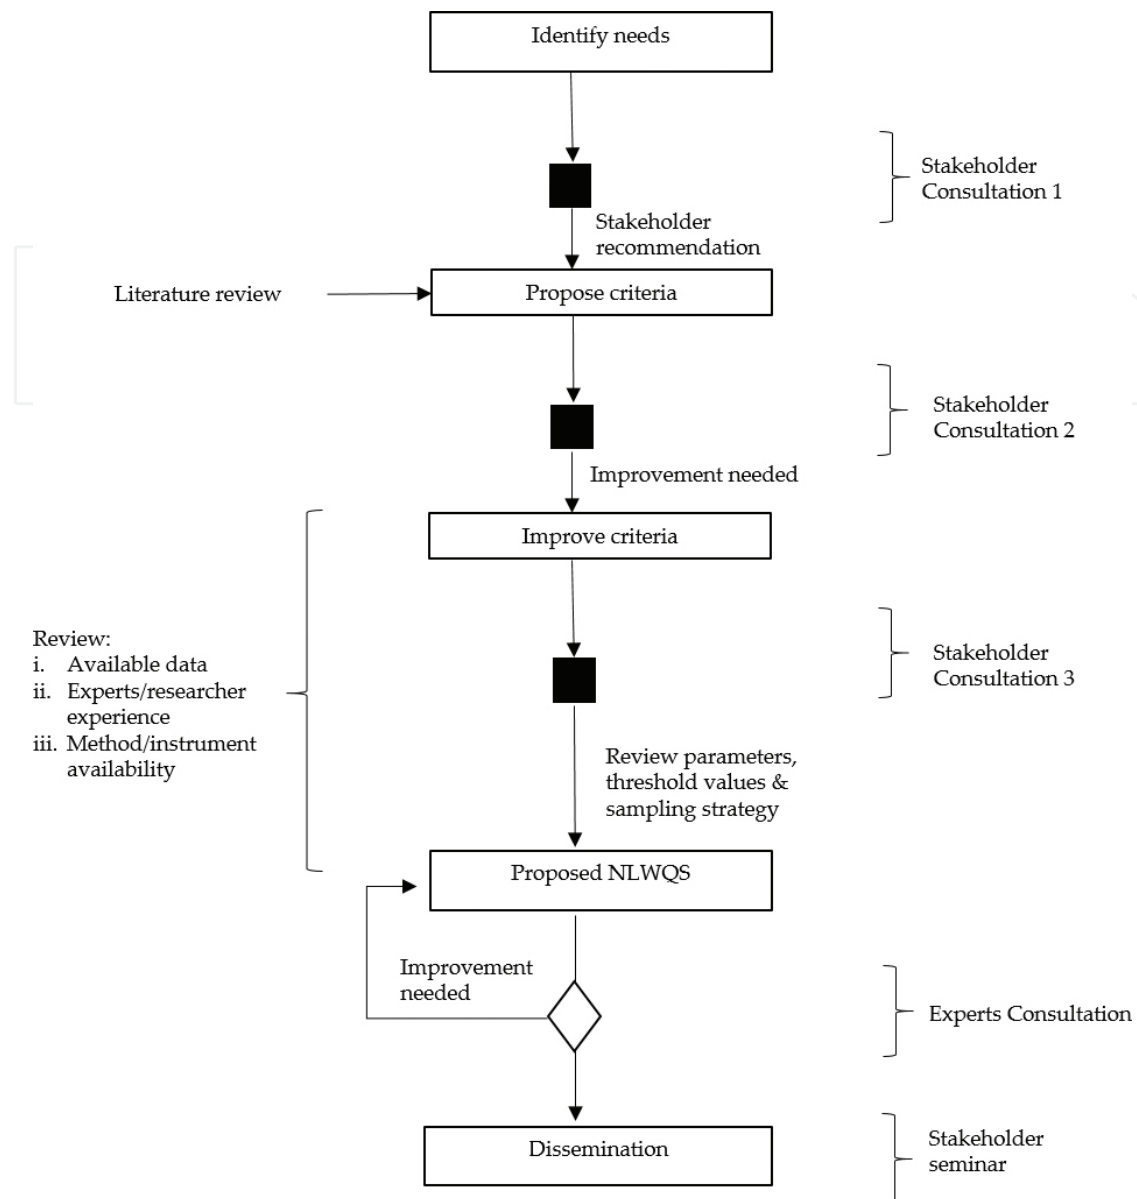 Identify needs
Stakeholder
Consultation 1
Stakeholder
recommendation
Literature review
Propose criteria
Stakeholder
Consultation 2
Improvement needed
Improve criteria
Review:
i. Available data
ii. Experts/researcher
experience
iii. Method/instrument
availability
Stakeholder
Consultation 3
Review parameters,
threshold values &
sampling strategy
Proposed NLWQS
Improvement
needed
Experts Consultation
Dissemination
Stakeholder
seminar